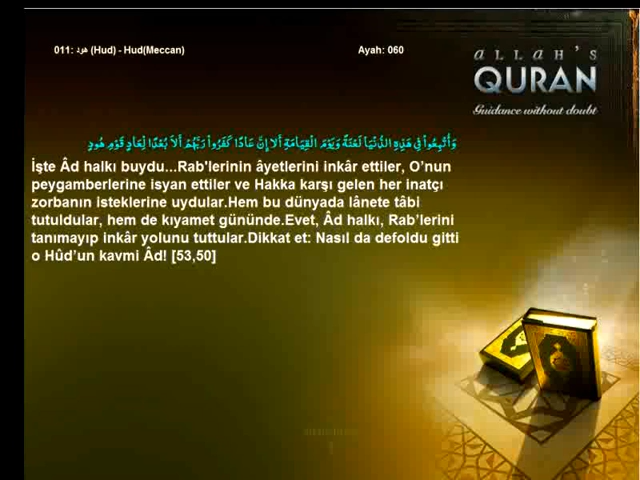 011: هود (Hud) - Hud(Meccan)
Ayah: 060
ALLAH'S
QURAN
Guidance without doubt
وَأُتْبِعُواْ فِي هَذِهِ الدُّنْيَا لَعْنَةً وَيَوْمَ الْقِيَامَةِ أَلا إِنَّ عَادًا كَفَرُواْ رَبَّهُمْ أَلاَ بُعْدًا لِّعَادٍ قَوْمِ هُودٍ
İşte Âd halkı buydu...Rab'lerinin âyetlerini inkâr ettiler, O’nun
peygamberlerine isyan ettiler ve Hakka karşı gelen her inatçı
zorbanın isteklerine uydular.Hem bu dünyada lânete tâbi
tutuldular, hem de kıyamet gününde.Evet, Âd halkı, Rab’lerini
tanımayıp inkâr yolunu tuttular.Dikkat et: Nasıl da defoldu gitti
o Hûd’un kavmi Âd! [53,50]